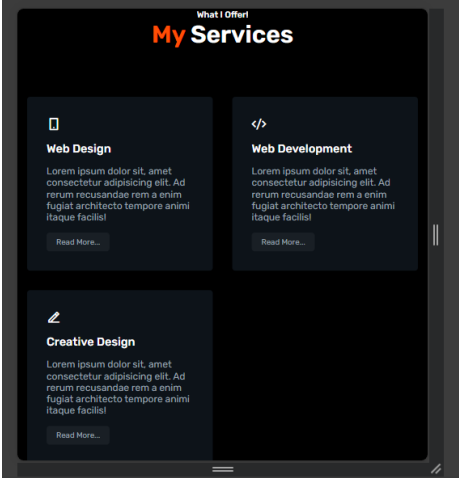 What I Offer!
My Services
Web Design
Lorem ipsum dolor sit, amet
consectetur adipisicing elit. Ad
rerum recusandae rem a enim
fugiat architecto tempore animi
itaque facilis!
Read More...
</> 
Web Development
Lorem ipsum dolor sit, amet
consectetur adipisicing elit. Ad
rerum recusandae rem a enim
fugiat architecto tempore animi
itaque facilis!
Read More...
Creative Design
Lorem ipsum dolor sit, amet
consectetur adipisicing elit. Ad
rerum recusandae rem a enim
fugiat architecto tempore animi
itaque facilis!
Read More...